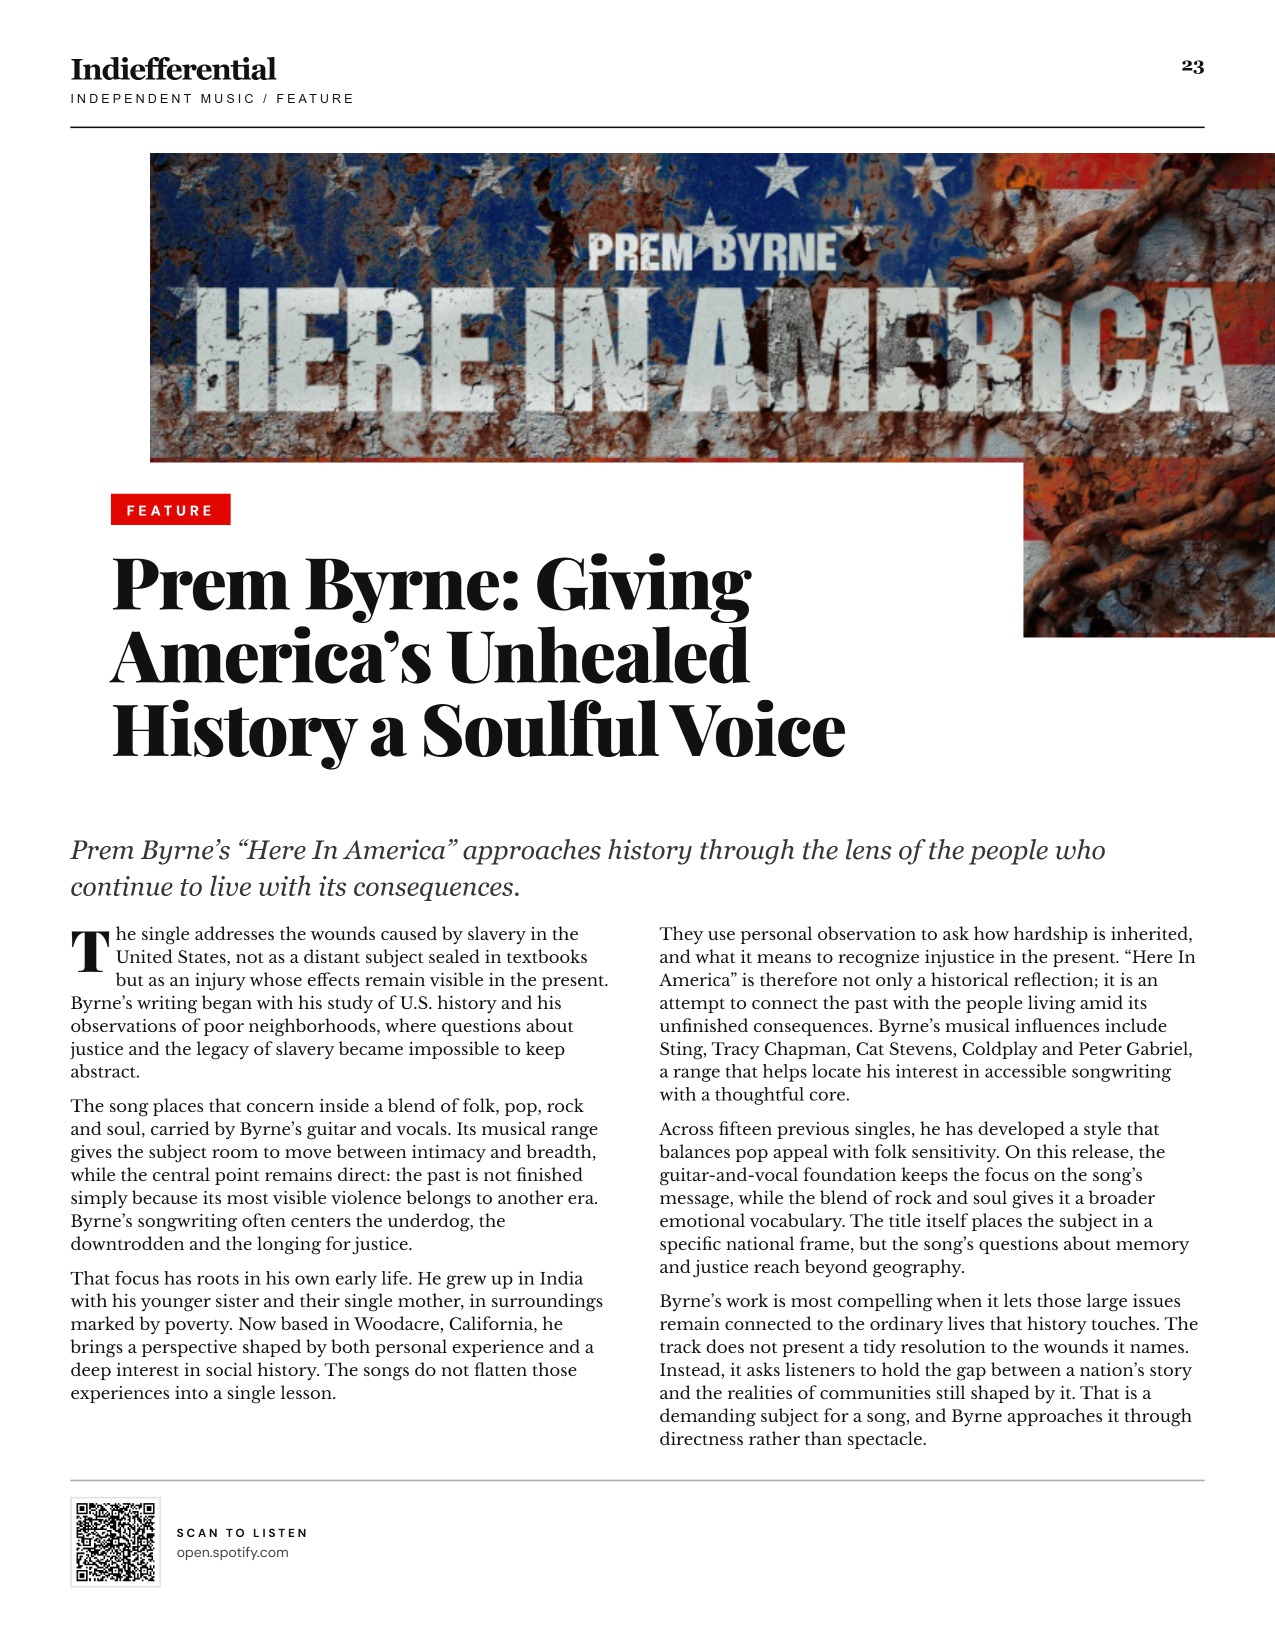 Indiefferential
23
INDEPENDENT MUSIC / FEATURE
PREM BYRNE
HERE IN AMERICA
FEATURE
Prem Byrne: Giving
America’s Unhealed
History a Soulful Voice
Prem Byrne’s “Here In America” approaches history through the lens of the people who
continue to live with its consequences.
The single addresses the wounds caused by slavery in the
United States, not as a distant subject sealed in textbooks
but as an injury whose effects remain visible in the present.
Byrne’s writing began with his study of U.S. history and his
observations of poor neighborhoods, where questions about
justice and the legacy of slavery became impossible to keep
abstract.
The song places that concern inside a blend of folk, pop, rock
and soul, carried by Byrne’s guitar and vocals. Its musical range
gives the subject room to move between intimacy and breadth,
while the central point remains direct: the past is not finished
simply because its most visible violence belongs to another era.
Byrne’s songwriting often centers the underdog, the
downtrodden and the longing for justice.
That focus has roots in his own early life. He grew up in India
with his younger sister and their single mother, in surroundings
marked by poverty. Now based in Woodacre, California, he
brings a perspective shaped by both personal experience and a
deep interest in social history. The songs do not flatten those
experiences into a single lesson.
They use personal observation to ask how hardship is inherited,
and what it means to recognize injustice in the present. “Here In
America” is therefore not only a historical reflection; it is an
attempt to connect the past with the people living amid its
unfinished consequences. Byrne’s musical influences include
Sting, Tracy Chapman, Cat Stevens, Coldplay and Peter Gabriel,
a range that helps locate his interest in accessible songwriting
with a thoughtful core.
Across fifteen previous singles, he has developed a style that
balances pop appeal with folk sensitivity. On this release, the
guitar-and-vocal foundation keeps the focus on the song’s
message, while the blend of rock and soul gives it a broader
emotional vocabulary. The title itself places the subject in a
specific national frame, but the song’s questions about memory
and justice reach beyond geography.
Byrne’s work is most compelling when it lets those large issues
remain connected to the ordinary lives that history touches. The
track does not present a tidy resolution to the wounds it names.
Instead, it asks listeners to hold the gap between a nation’s story
and the realities of communities still shaped by it. That is a
demanding subject for a song, and Byrne approaches it through
directness rather than spectacle.
SCAN TO LISTEN
open.spotify.com